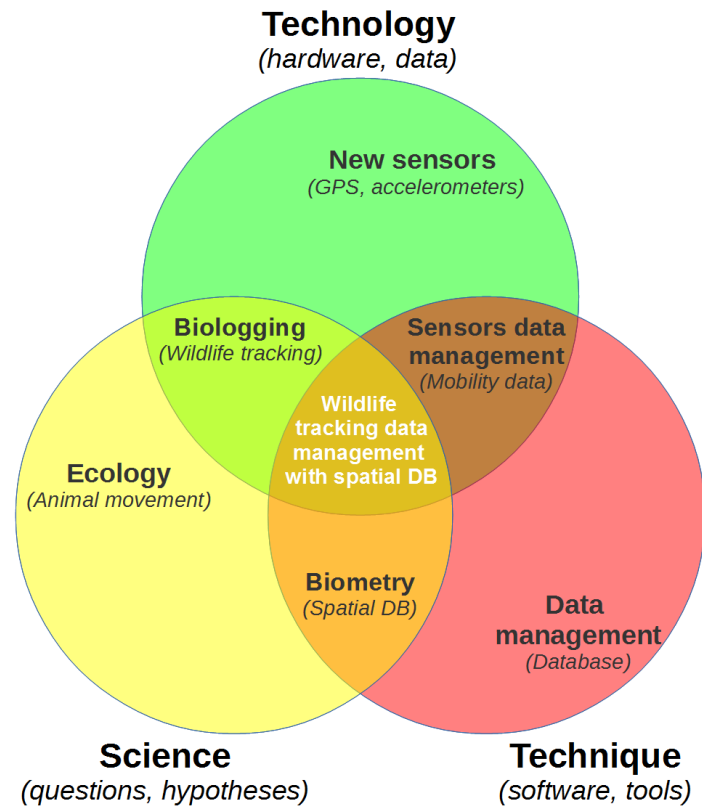 Technology
(hardware, data)
New sensors
(GPS, accelerometers)
Biologging
(Wildlife tracking)
Sensors data
management
(Mobility data)
Wildlife
tracking data
management
with spatial DB
Ecology
(Animal movement)
Biometry
(Spatial DB)
Data
management
(Database)
Science
(questions, hypotheses)
Technique
(software, tools)